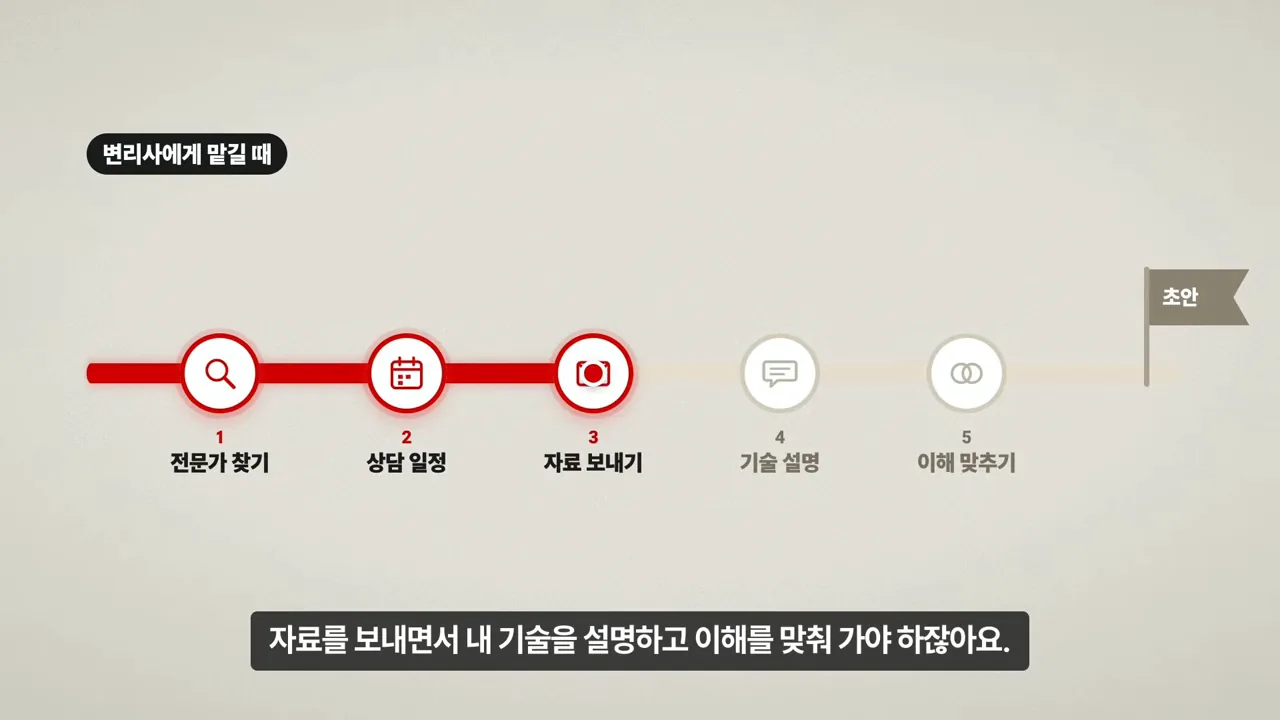 변리사에게 맡길 때
초안
1
전문가 찾기
2
상담 일정
3
자료 보내기
4
기술 설명
5
이해 맞추기
자료를 보내면서 내 기술을 설명하고 이해를 맞춰 가야 하잖아요.